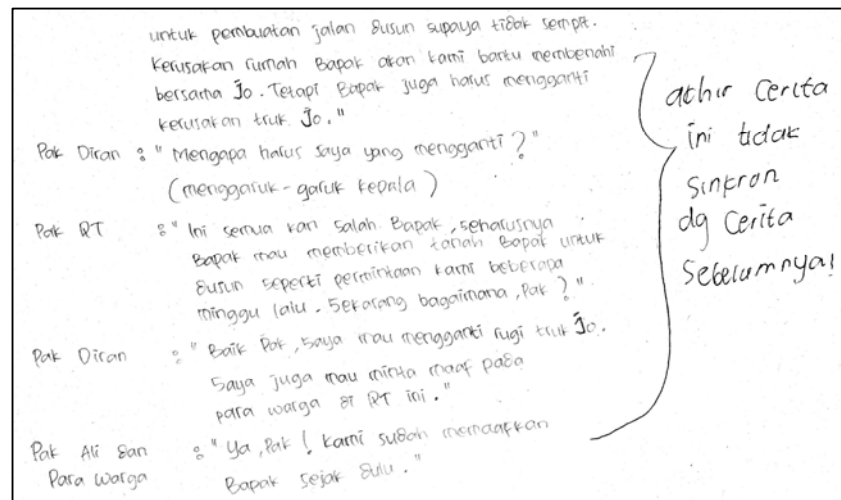 untuk pembuatan jalan dusun supaya tidak sempit.
Kerusakan rumah Bapak akan kami bantu membenahi
bersama Jo. Tetapi Bapak juga harus mengganti
kerusakan truk Jo."
Pak Diran : "Mengapa harus saya yang mengganti?"
(menggaruk-garuk kepala)
Pak RT : "Ini semua kan salah Bapak, seharusnya
Bapak mau memberikan tanah Bapak untuk
dusun seperti permintaan kami beberapa
minggu lalu. Sekarang bagaimana, Pak?"
Pak Diran : "Baik Pak, saya mau mengganti rugi truk Jo.
Saya juga mau minta maaf pada
para warga di RT ini."
Pak Ali dan : "Ya, Pak! Kami sudah memaafkan
Para Warga Bapak sejak dulu."
akhir cerita
ini tidak
sinkron
dg cerita
sebelumnya!